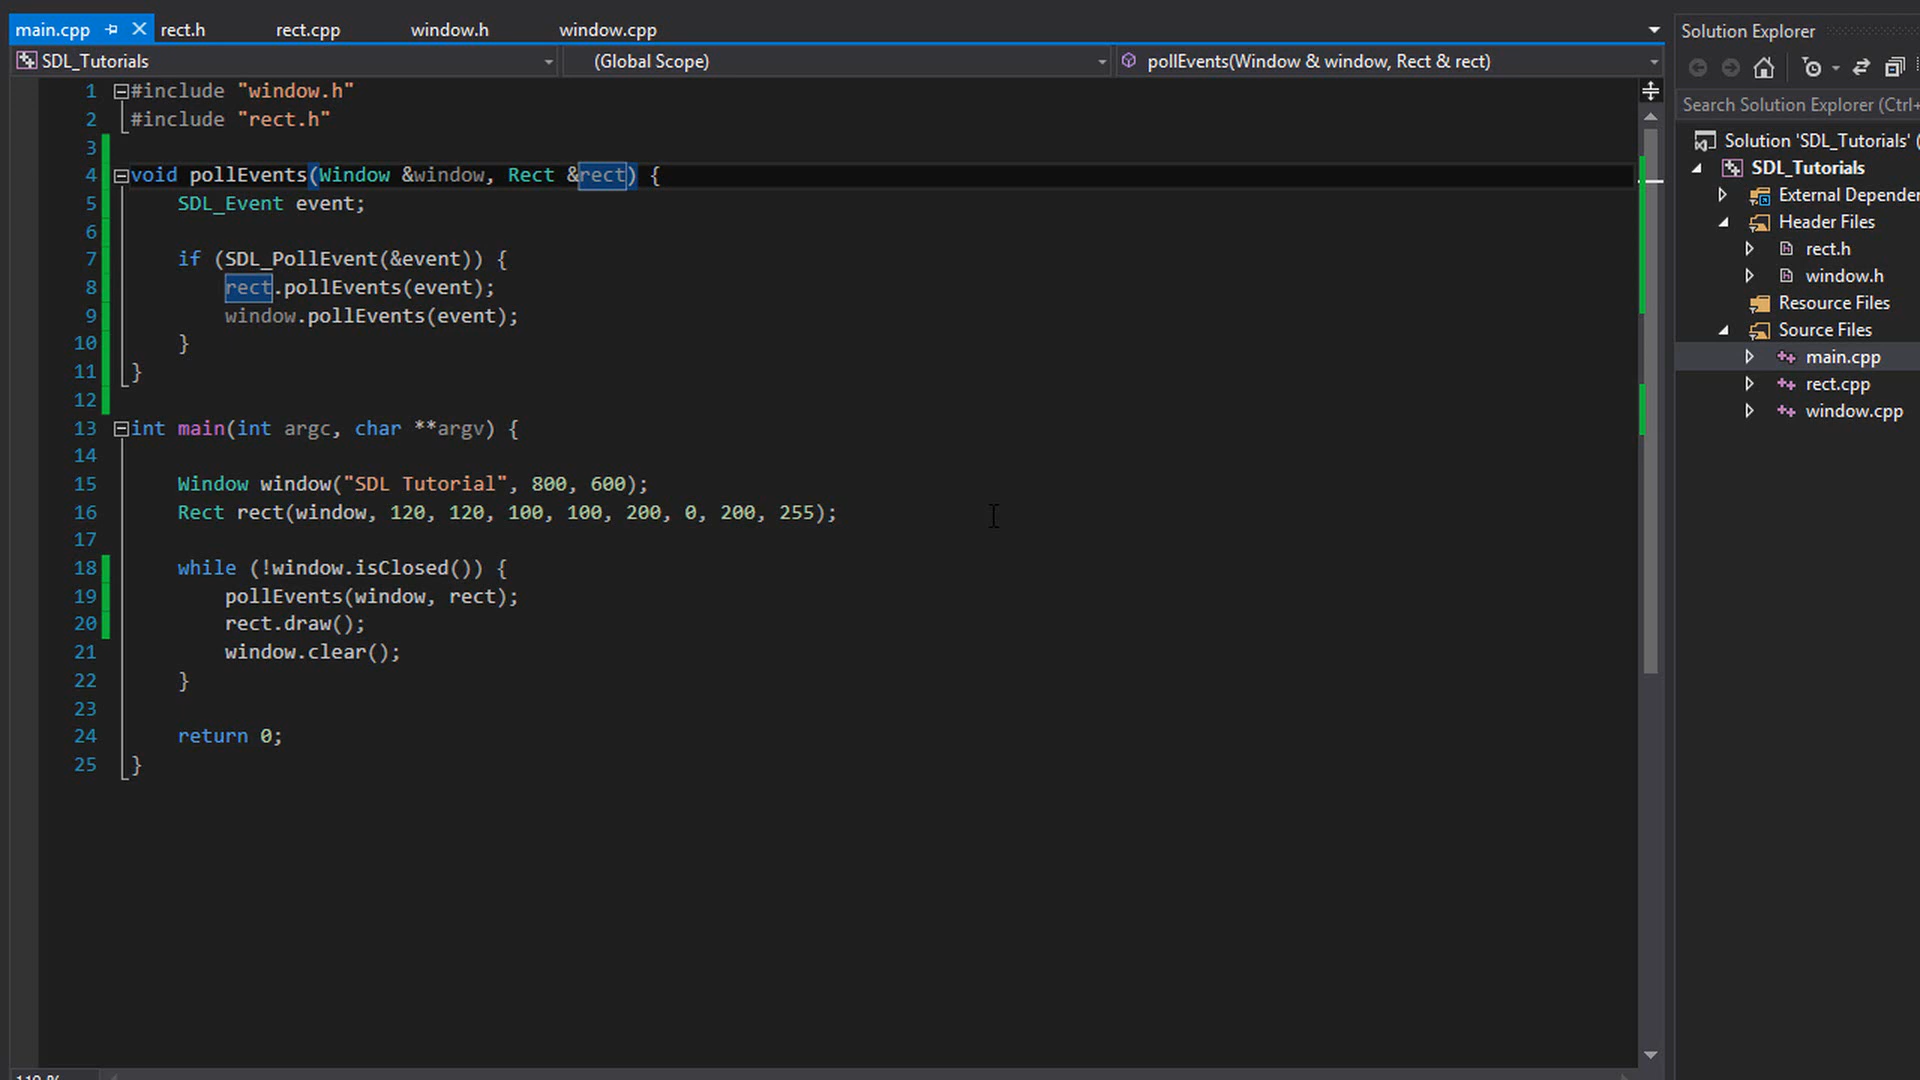 main.cpp rect.h rect.cpp window.h window.cpp
SDL_Tutorials (Global Scope) pollEvents(Window & window, Rect & rect)
1 #include "window.h"
2 #include "rect.h"
3
4 void pollEvents(Window &window, Rect &rect) {
5 SDL_Event event;
6
7 if (SDL_PollEvent(&event)) {
8 rect.pollEvents(event);
9 window.pollEvents(event);
10 }
11 }
12
13 int main(int argc, char **argv) {
14
15 Window window("SDL Tutorial", 800, 600);
16 Rect rect(window, 120, 120, 100, 100, 200, 0, 200, 255);
17
18 while (!window.isClosed()) {
19 pollEvents(window, rect);
20 rect.draw();
21 window.clear();
22 }
23
24 return 0;
25 }
Solution Explorer
Search Solution Explorer (Ctrl+
Solution 'SDL_Tutorials' (
SDL_Tutorials
External Dependen
Header Files
rect.h
window.h
Resource Files
Source Files
main.cpp
rect.cpp
window.cpp